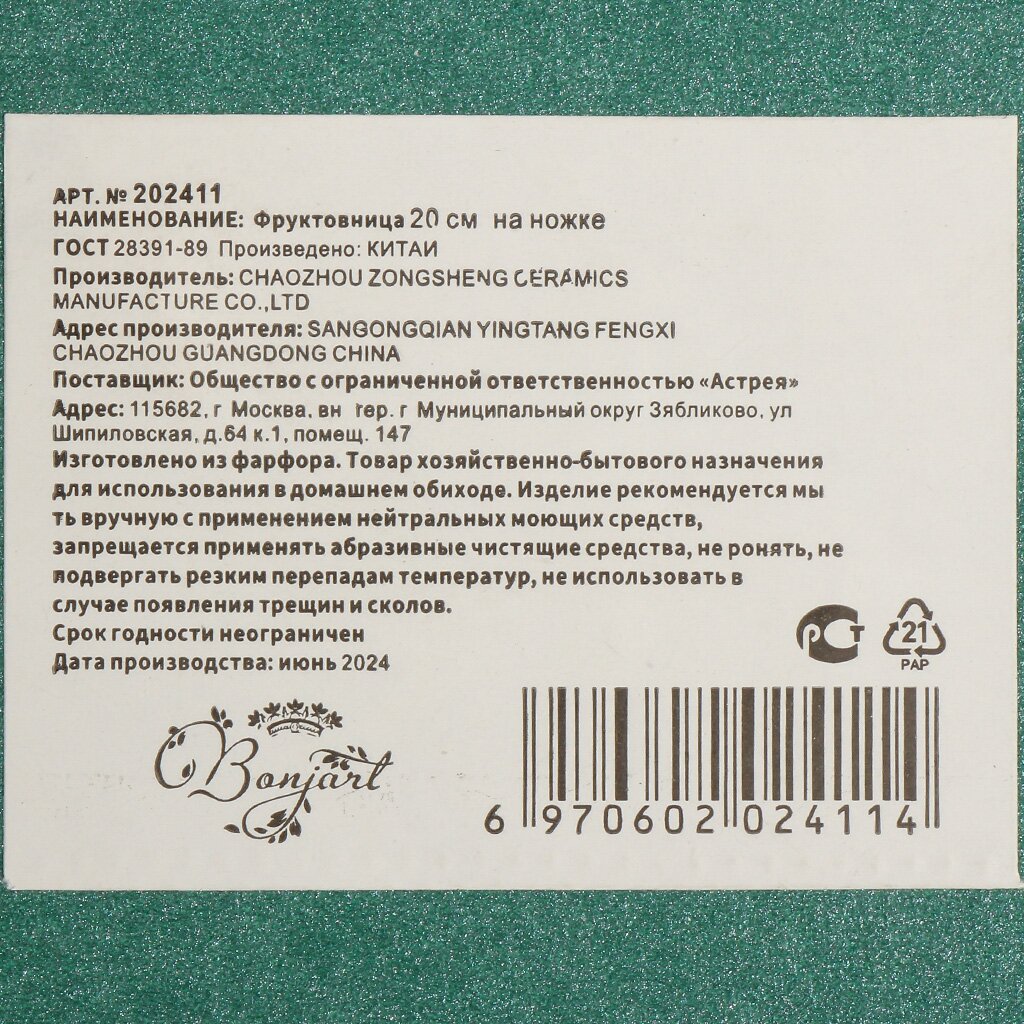 АРТ. № 202411
НАИМЕНОВАНИЕ: Фруктовница 20 см на ножке
ГОСТ 28391-89 Произведено: КИТАИ
Производитель: CHAOZHOU ZONGSHENG CERAMICS
MANUFACTURE CO.,LTD
Адрес производителя: SANGONGQIAN YINGTANG FENGXI
CHAOZHOU GUANGDONG CHINA
Поставщик: Общество с ограниченной ответственностью «Астрея»
Адрес: 115682, г Москва, вн тер. г Муниципальный округ Зябликово, ул
Шипиловская, д.64 к.1, помещ. 147
Изготовлено из фарфора. Товар хозяйственно-бытового назначения
для использования в домашнем обиходе. Изделие рекомендуется мы
ть вручную с применением нейтральных моющих средств,
запрещается применять абразивные чистящие средства, не ронять, не
подвергать резким перепадам температур, не использовать в
случае появления трещин и сколов.
Срок годности неограничен
Дата производства: июнь 2024
РСТ 21
PAP
Bonjart
6 970602 024114